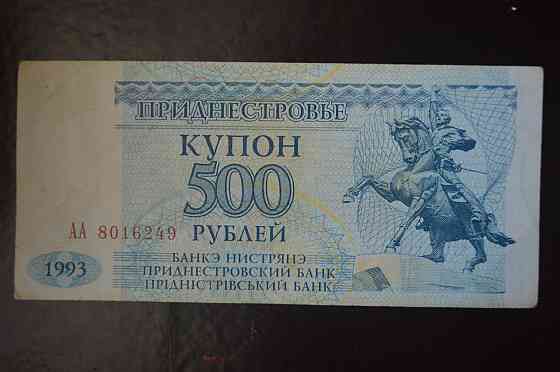 ПРИДНЕСТРОВЬЕ
КУПОН
500
РУБЛЕЙ
АА 8016249
1993
БАНКЭ НИСТРЯНЭ
ПРИДНЕСТРОВСКИЙ БАНК
ПРІДНІСТРІВСЬКИЙ БАНК